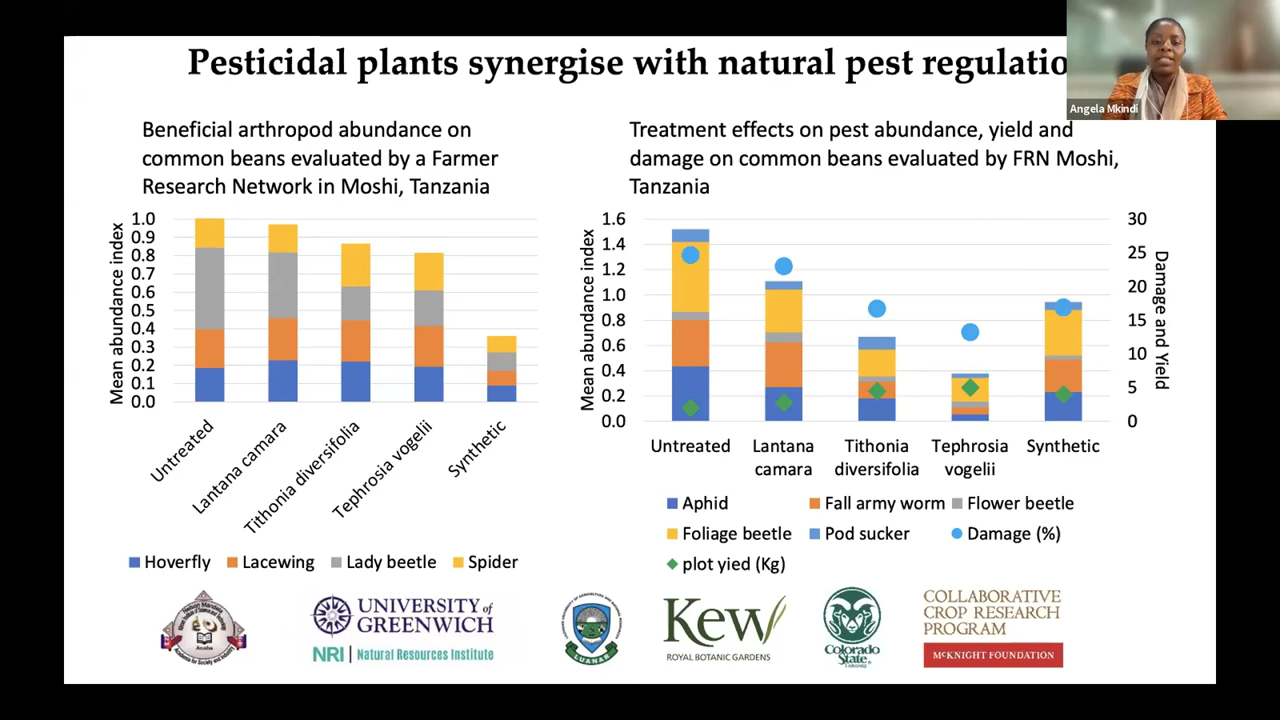 Pesticidal plants synergise with natural pest regulatio
Angela Mkindi
Beneficial arthropod abundance on
common beans evaluated by a Farmer
Research Network in Moshi, Tanzania
Mean abundance index
1.0
0.9
0.8
0.7
0.6
0.5
0.4
0.3
0.2
0.1
0.0
Untreated
Lantana camara
Tithonia diversifolia
Tephrosia vogelii
Synthetic
Hoverfly Lacewing Lady beetle Spider
Treatment effects on pest abundance, yield and
damage on common beans evaluated by FRN Moshi,
Tanzania
Mean abundance index
1.6
1.4
1.2
1.0
0.8
0.6
0.4
0.2
0.0
30
25
20
15
10
5
0
Damage and Yield
Untreated
Lantana
camara
Tithonia
diversifolia
Tephrosia
vogelii
Synthetic
Aphid Fall army worm Flower beetle
Foliage beetle Pod sucker Damage (%)
plot yied (Kg)
UNIVERSITY of
GREENWICH
NRI | Natural Resources Institute
LUANAR
Kew
ROYAL BOTANIC GARDENS
Colorado
State
COLLABORATIVE
CROP RESEARCH
PROGRAM
McKNIGHT FOUNDATION